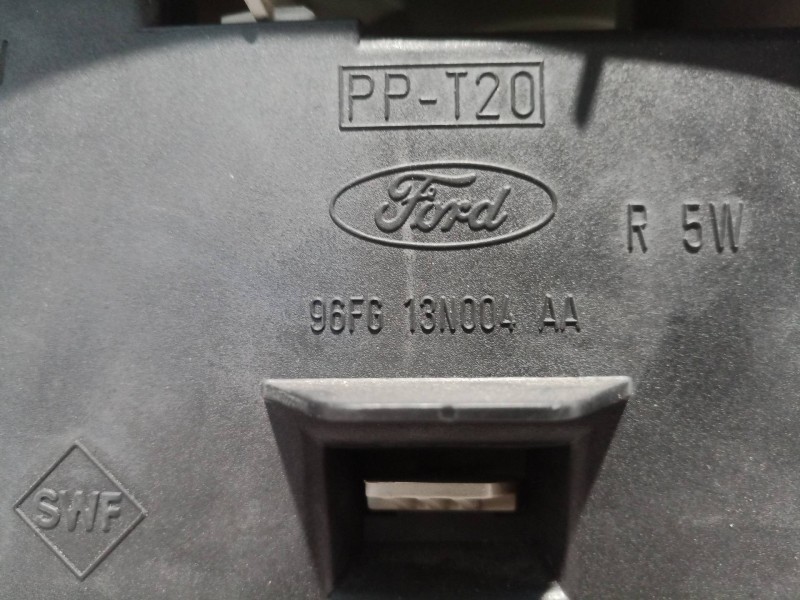 PP-T20
Ford
R 5W
96FG 13N004 AA
SWF